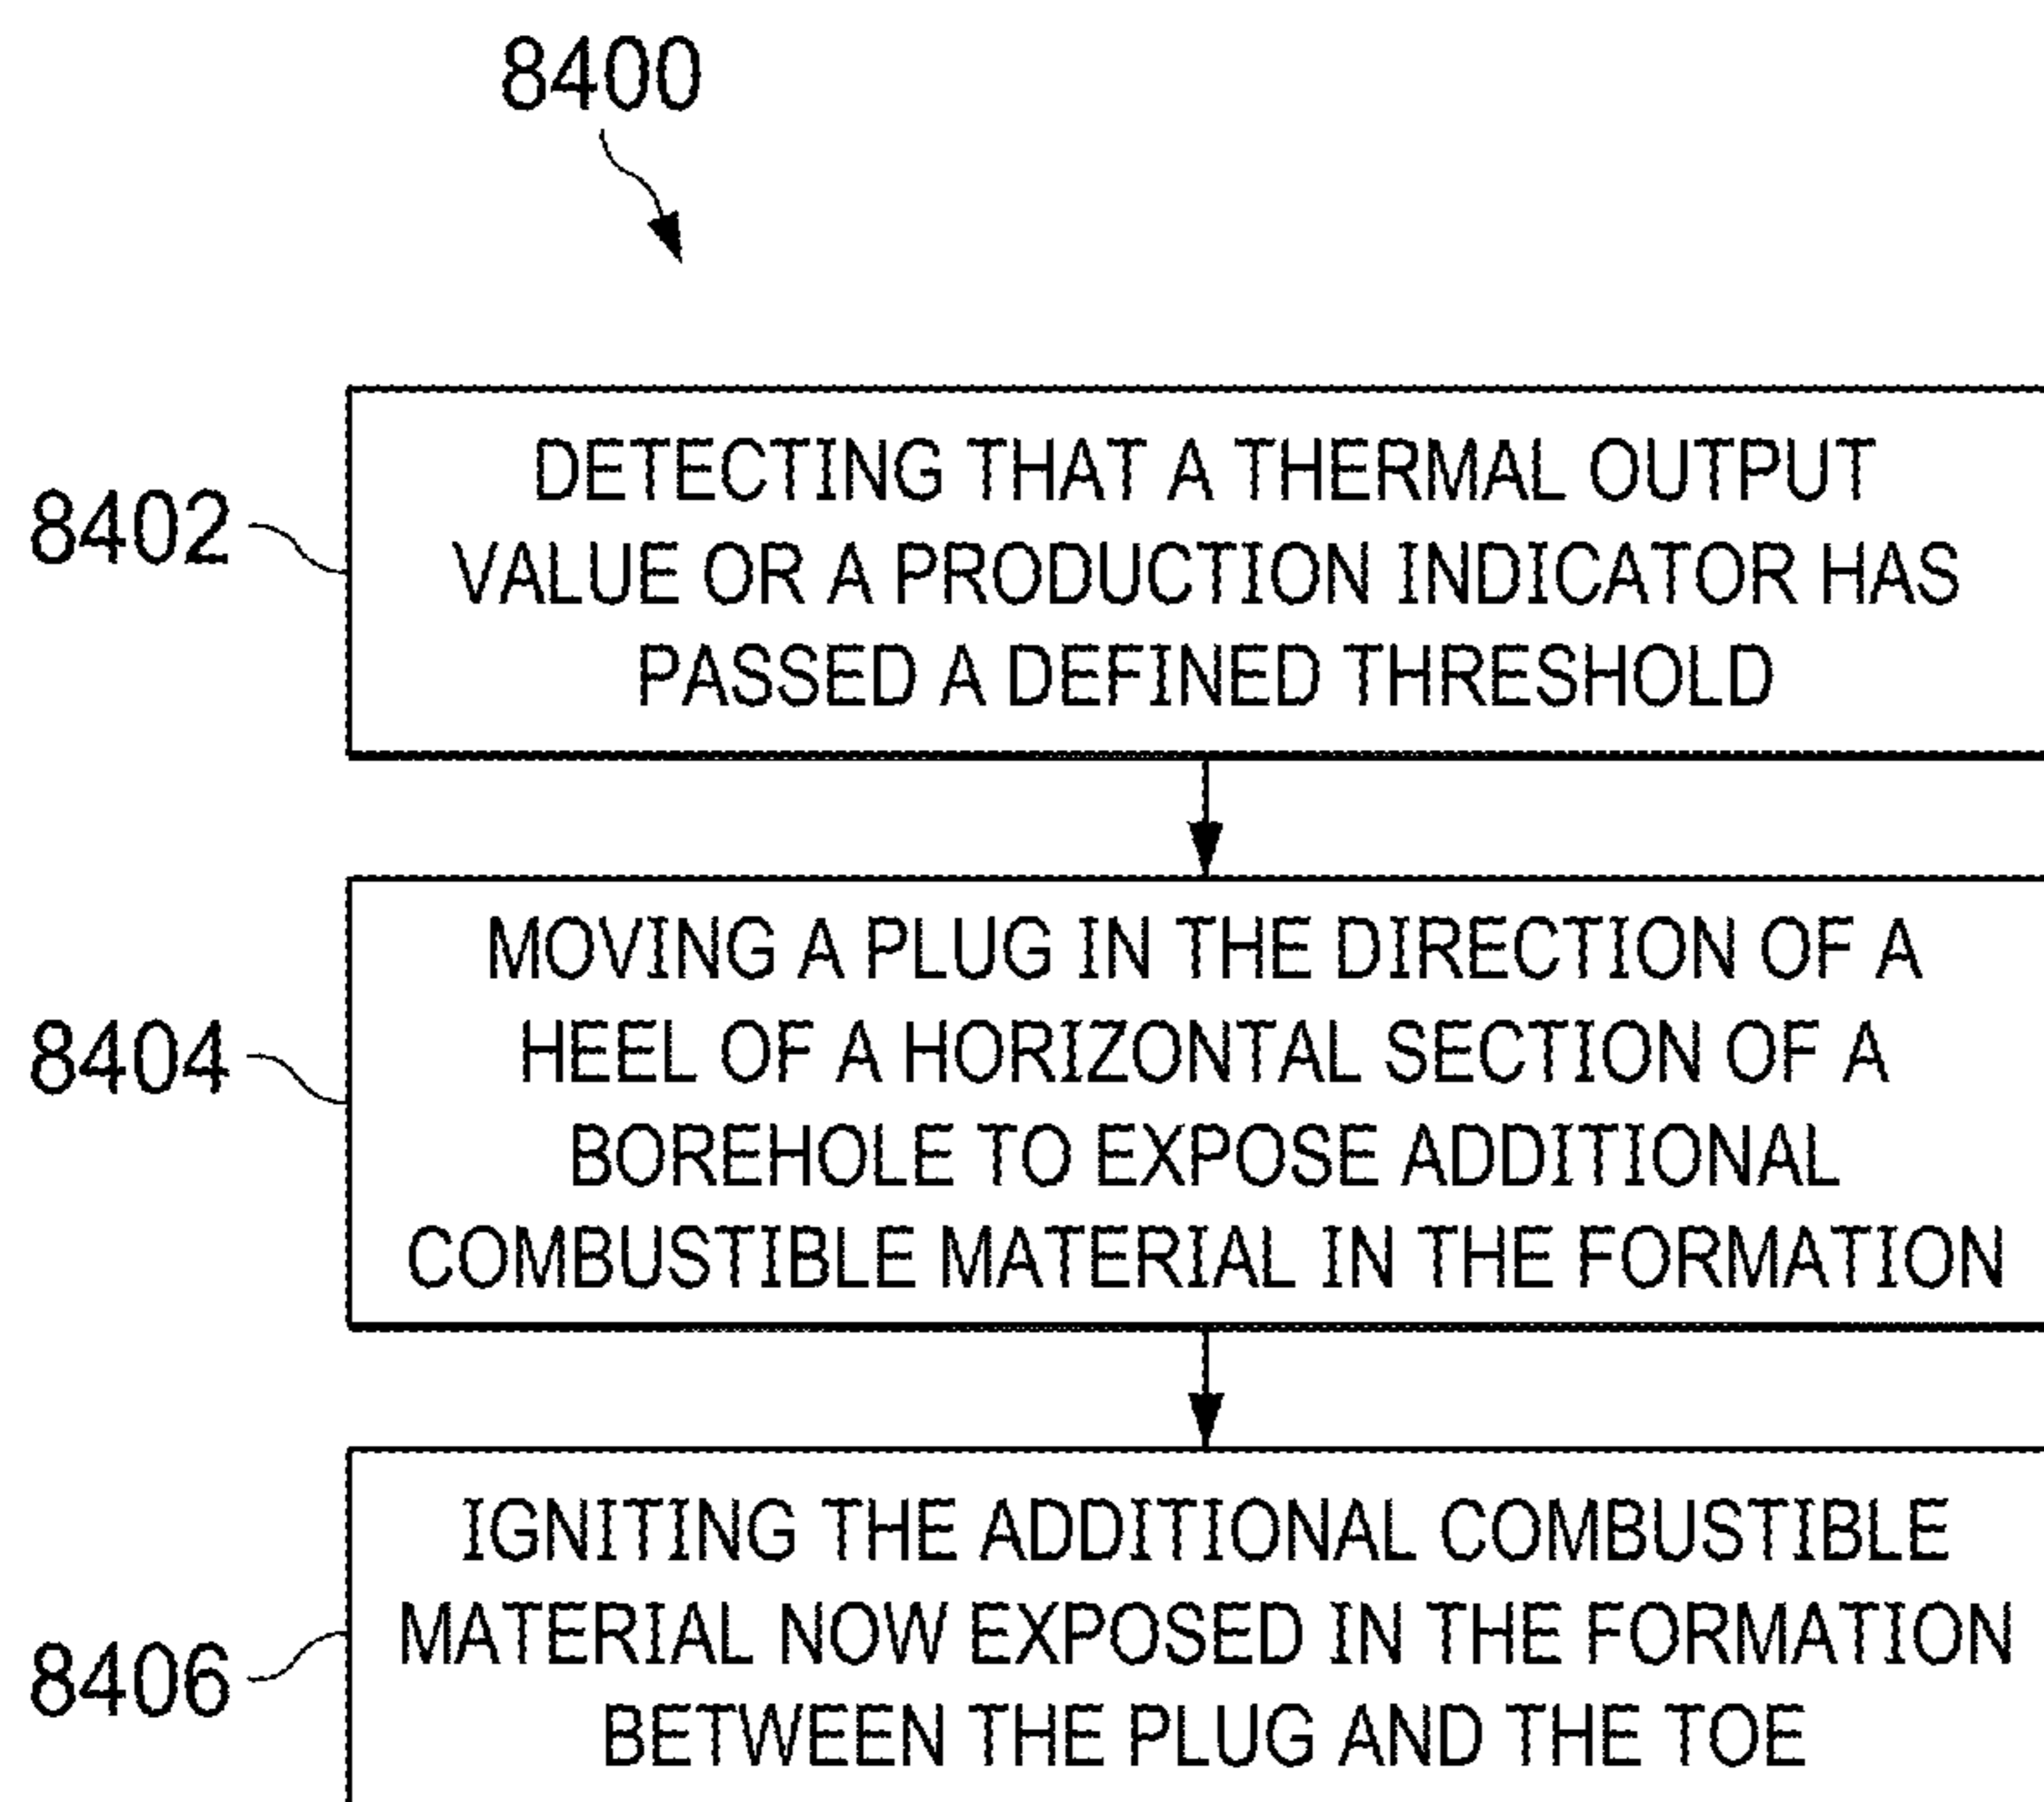 8400
8402
DETECTING THAT A THERMAL OUTPUT
VALUE OR A PRODUCTION INDICATOR HAS
PASSED A DEFINED THRESHOLD
8404
MOVING A PLUG IN THE DIRECTION OF A
HEEL OF A HORIZONTAL SECTION OF A
BOREHOLE TO EXPOSE ADDITIONAL
COMBUSTIBLE MATERIAL IN THE FORMATION
8406
IGNITING THE ADDITIONAL COMBUSTIBLE
MATERIAL NOW EXPOSED IN THE FORMATION
BETWEEN THE PLUG AND THE TOE